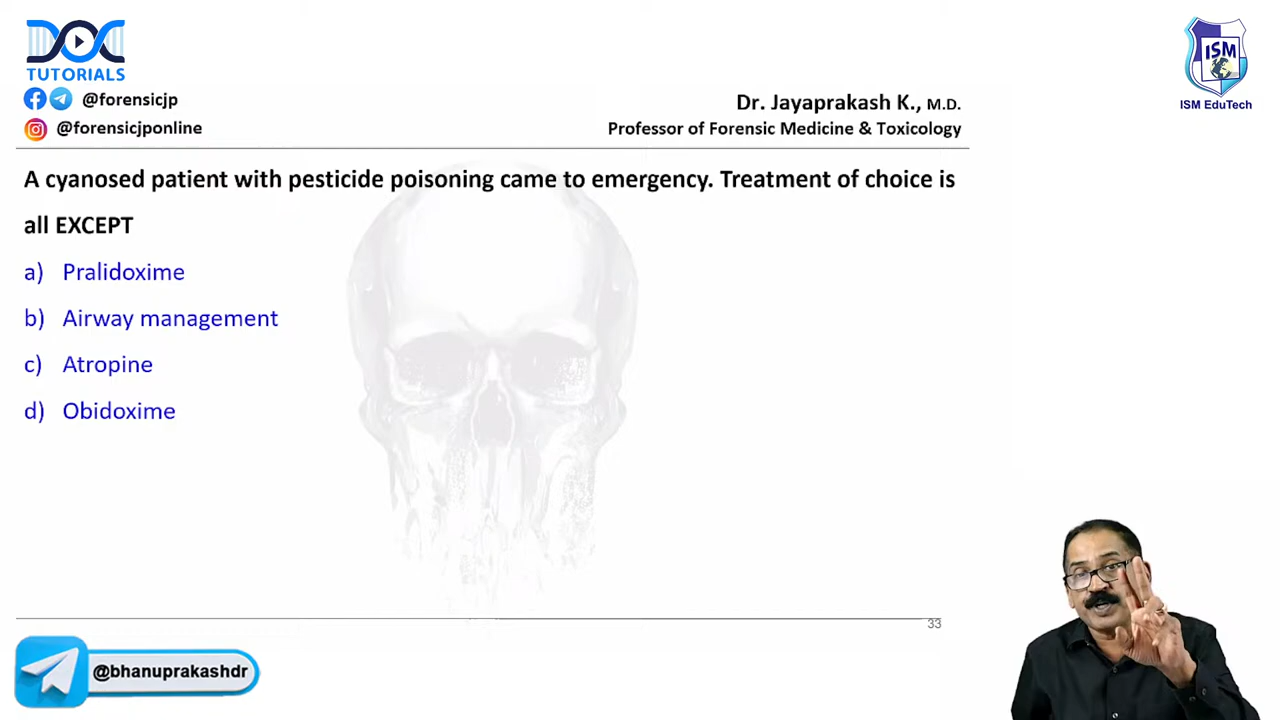 DOC
TUTORIALS
@forensicjp
@forensicjponline
ISM
ISM EduTech
Dr. Jayaprakash K., M.D.
Professor of Forensic Medicine & Toxicology
A cyanosed patient with pesticide poisoning came to emergency. Treatment of choice is
all EXCEPT
a) Pralidoxime
b) Airway management
c) Atropine
d) Obidoxime
33
@bhanuprakashdr